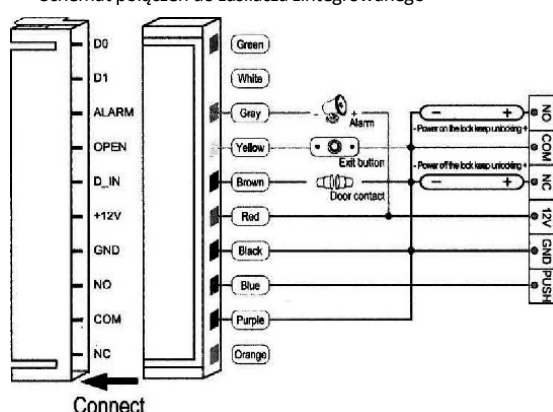 schemat połączeń do zasilacza zintegrowanego
D0
Green
D1
White
ALARM
Gray
- +
Alarm
OPEN
Yellow
Exit button
D_IN
Brown
Door contact
+12V
Red
GND
Black
NO
Blue
COM
Purple
NC
Orange
- +
- Power on the lock keep unlocking +
- Power off the lock keep unlocking +
- +
NO
COM
NC
12V
GND
PUSH
Connect